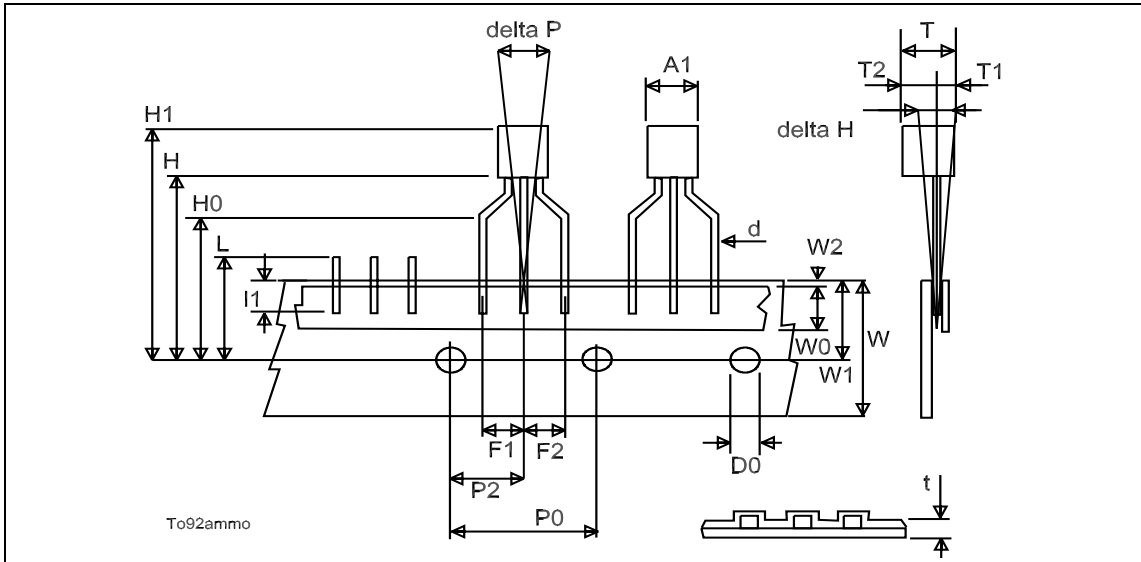 delta P
T
A1
T2
T1
H1
delta H
H
H0
d
L
W2
I1
W0
W
W1
F1
F2
D0
P2
t
P0
To92ammo